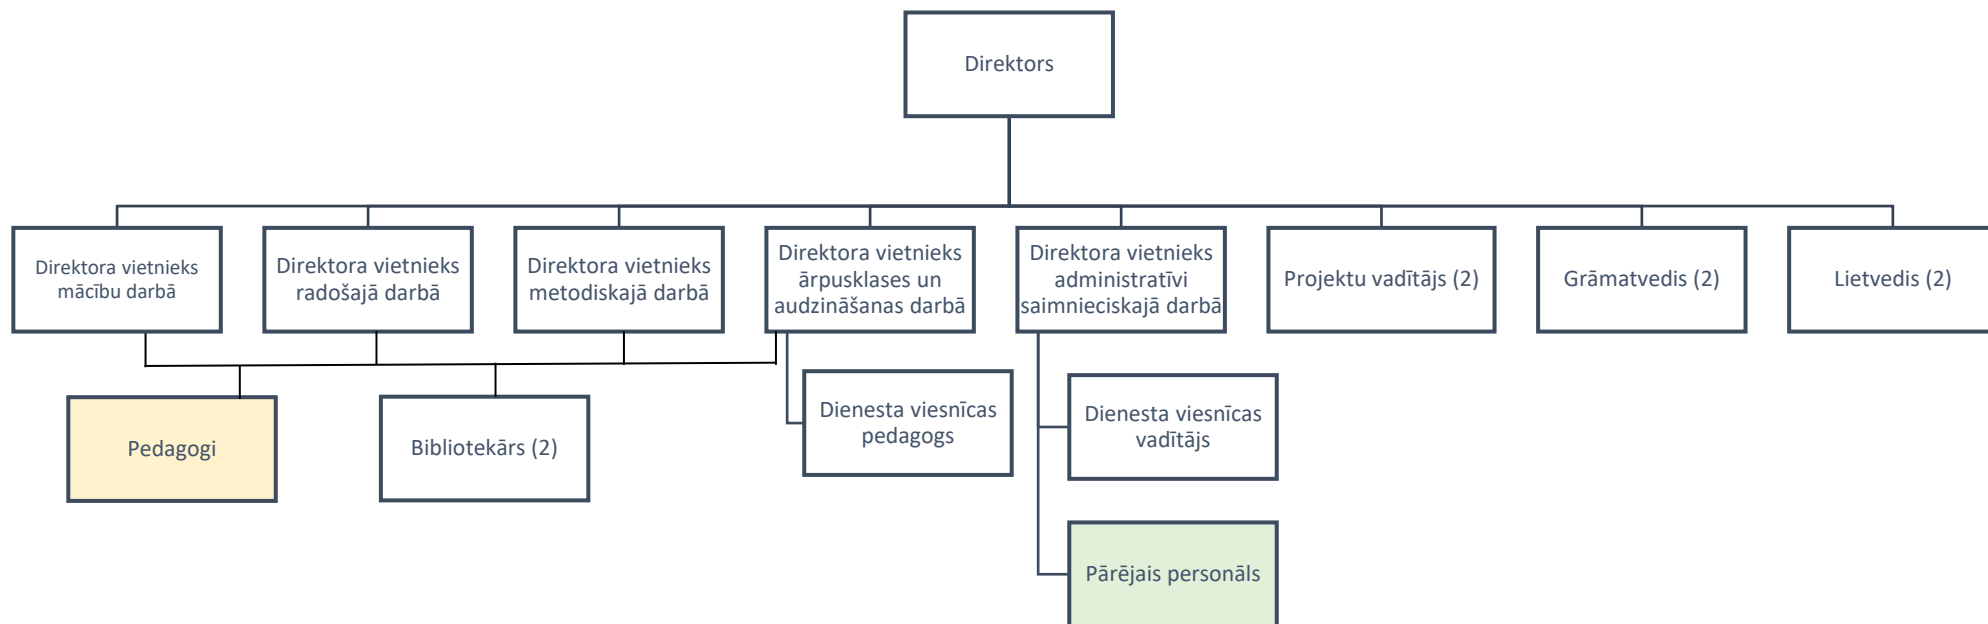 Direktors
Direktora vietnieks
mācību darbā
Direktora vietnieks
radošajā darbā
Direktora vietnieks
metodiskajā darbā
Direktora vietnieks
ārpusklases un
audzināšanas darbā
Direktora vietnieks
administratīvi
saimnieciskajā darbā
Projektu vadītājs (2)
Grāmatvedis (2)
Lietvedis (2)
Pedagogi
Bibliotekārs (2)
Dienesta viesnīcas
pedagogs
Dienesta viesnīcas
vadītājs
Pārējais personāls